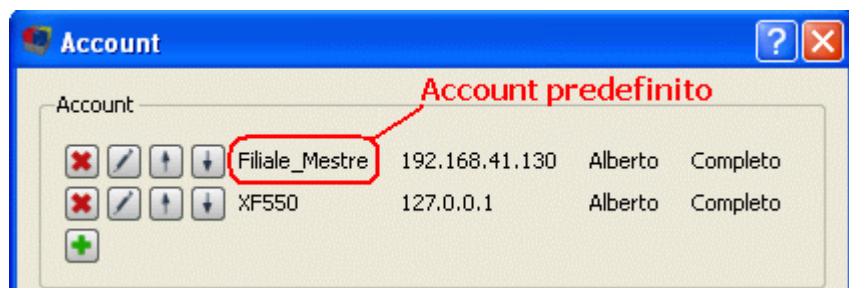 Account
Account predefinito
Account
Filiale_Mestre 192.168.41.130 Alberto Completo
XF550 127.0.0.1 Alberto Completo